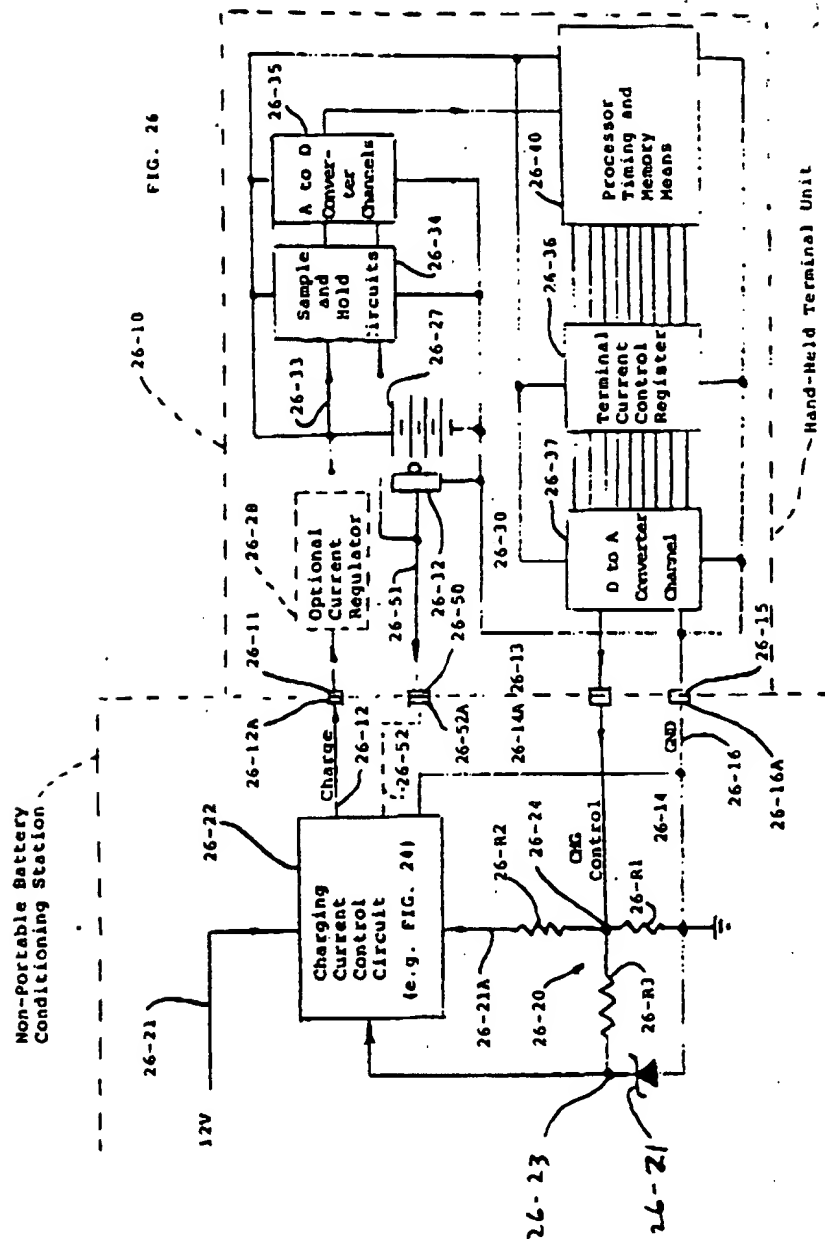 FIG. 26
Non-Portable Battery
Conditioning Station
26-21
12V
26-22
Charging
Current
Control
Circuit
(e.g. FIG. 24)
Charge
26-12
26-12A
26-11
26-28
Optional
Current
Regulator
26-10
26-33
Sample
and
Hold
Circuits
26-34
A to D
Conver-
ter
Channels
26-35
26-27
26-32
26-51
26-50
26-52
26-52A
26-30
26-13
26-14A
26-14
CHG
Control
26-24
26-R2
26-R1
26-21A
26-20
26-R3
26-23
26-21
GND
26-16
26-16A
26-15
26-37
D to A
Converter
Channel
26-36
Terminal
Current
Control
Register
26-40
Processor
Timing and
Memory
Means
Hand-Held Terminal Unit